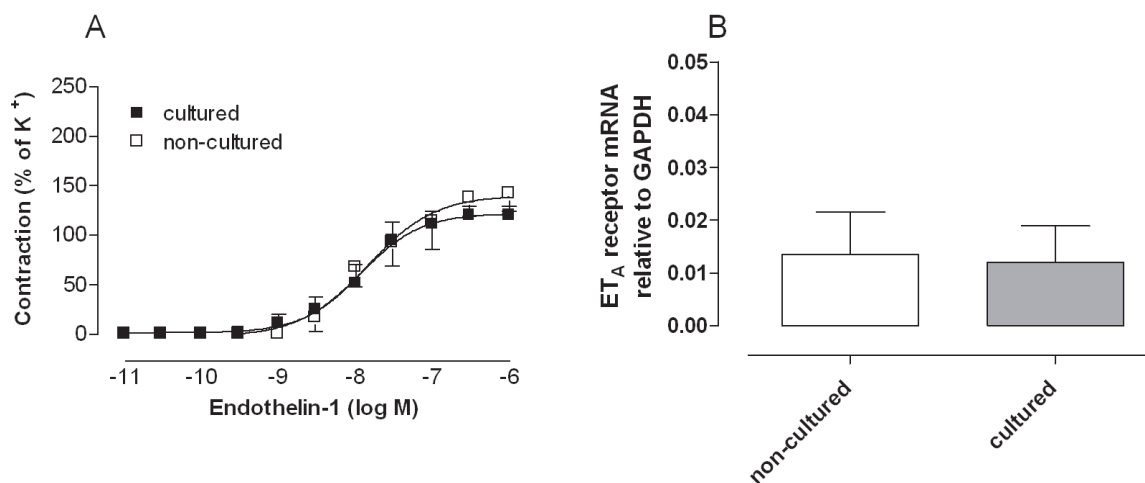 A
Contraction (% of K +)
250
200
150
100
50
0
cultured
non-cultured
-11 -10 -9 -8 -7 -6
Endothelin-1 (log M)
B
ETA receptor mRNA
relative to GAPDH
0.05
0.04
0.03
0.02
0.01
0.00
non-cultured
cultured